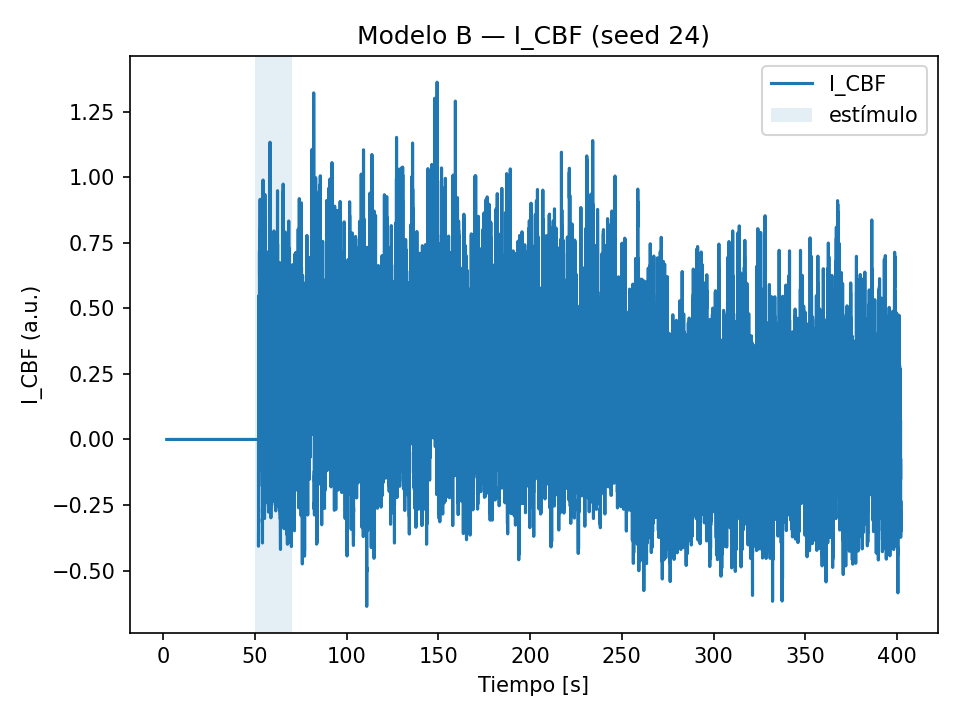 Modelo B — I_CBF (seed 24)
I_CBF
estímulo
1.25
1.00
0.75
0.50
0.25
0.00
−0.25
−0.50
I_CBF (a.u.)
0 50 100 150 200 250 300 350 400
Tiempo [s]